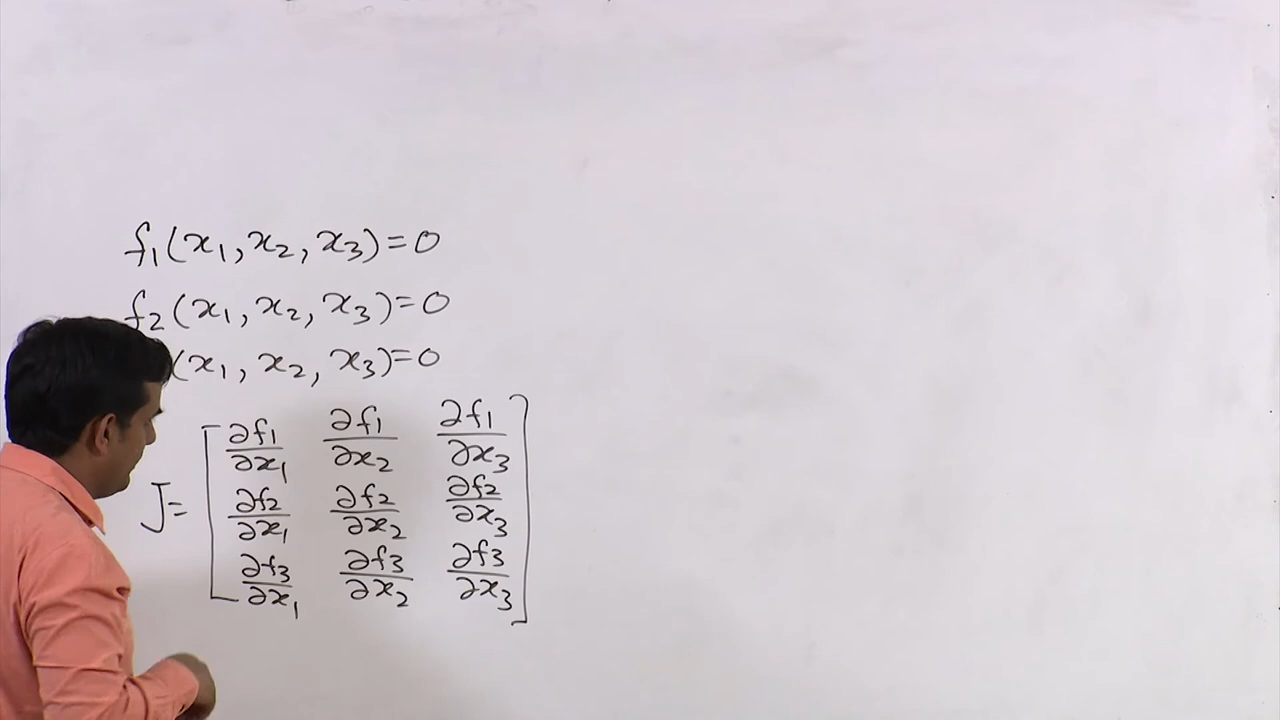 f₁(x₁, x₂, x₃)=0
f₂(x₁, x₂, x₃)=0
(x₁, x₂, x₃)=0
J= [ ∂f₁/∂x₁ ∂f₁/∂x₂ ∂f₁/∂x₃
∂f₂/∂x₁ ∂f₂/∂x₂ ∂f₂/∂x₃
∂f₃/∂x₁ ∂f₃/∂x₂ ∂f₃/∂x₃ ]